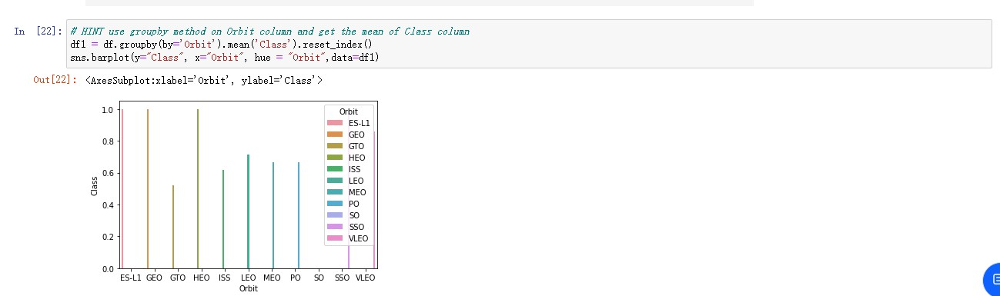 In [22]: # HINT use groupby method on Orbit column and get the mean of Class column
df1 = df.groupby(by='Orbit').mean('Class').reset_index()
sns.barplot(y="Class", x="Orbit", hue = "Orbit",data=df1)
Out[22]: <AxesSubplot:xlabel='Orbit', ylabel='Class'>
1.0
0.8
0.6
0.4
0.2
0.0
Class
Orbit
ES-L1
GEO
GTO
HEO
ISS
LEO
MEO
PO
SO
SSO
VLEO
ES-L1 GEO GTO HEO ISS LEO MEO PO SO SSO VLEO
Orbit